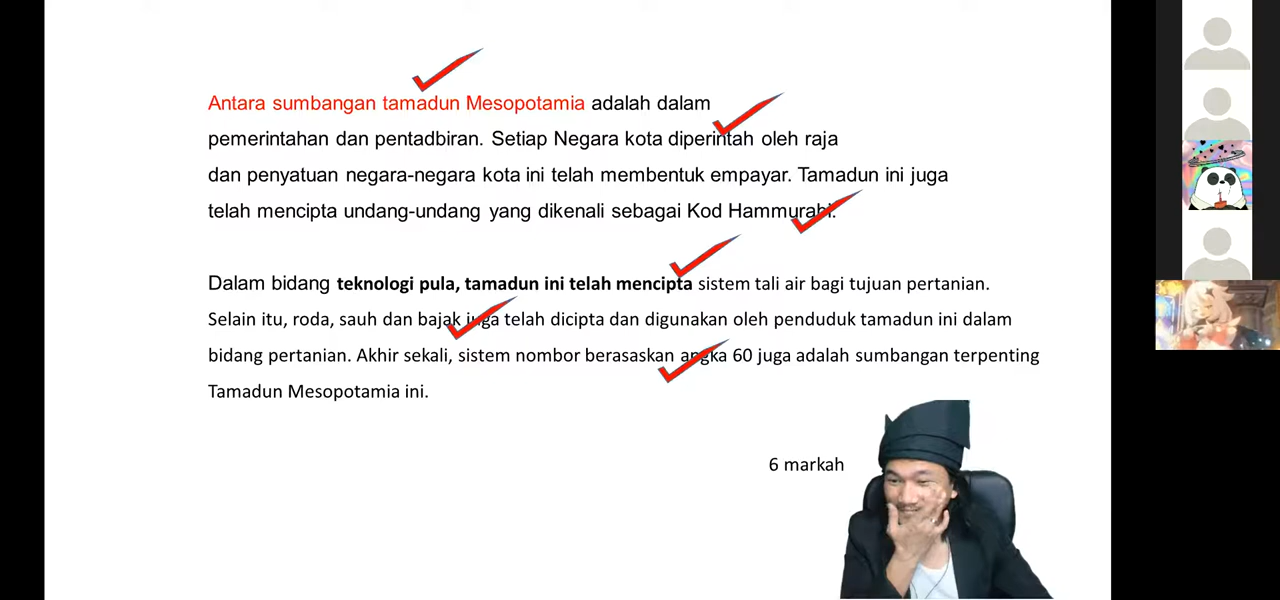 Antara sumbangan tamadun Mesopotamia adalah dalam
pemerintahan dan pentadbiran. Setiap Negara kota diperintah oleh raja
dan penyatuan negara-negara kota ini telah membentuk empayar. Tamadun ini juga
telah mencipta undang-undang yang dikenali sebagai Kod Hammurabi.
Dalam bidang teknologi pula, tamadun ini telah mencipta sistem tali air bagi tujuan pertanian.
Selain itu, roda, sauh dan bajak juga telah dicipta dan digunakan oleh penduduk tamadun ini dalam
bidang pertanian. Akhir sekali, sistem nombor berasaskan angka 60 juga adalah sumbangan terpenting
Tamadun Mesopotamia ini.
6 markah